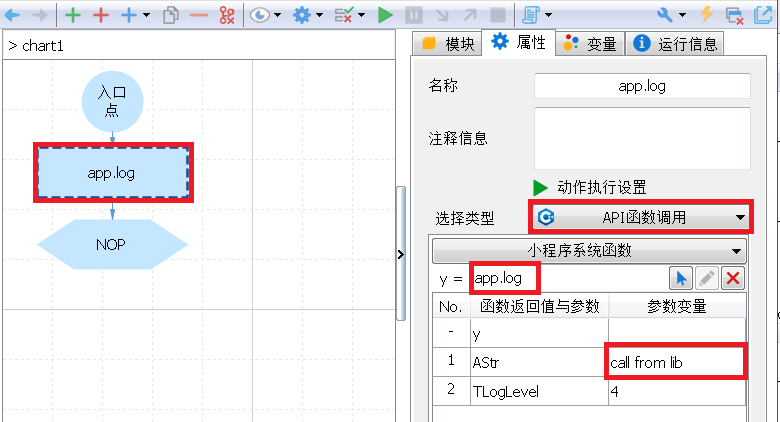 > chart1
入口
点
app.log
NOP
模块
属性
变量
运行信息
名称
app.log
注释信息
动作执行设置
选择类型
API函数调用
小程序系统函数
y =
app.log
No. 函数返回值与参数 参数变量
- y
1 AStr call from lib
2 TLogLevel 4